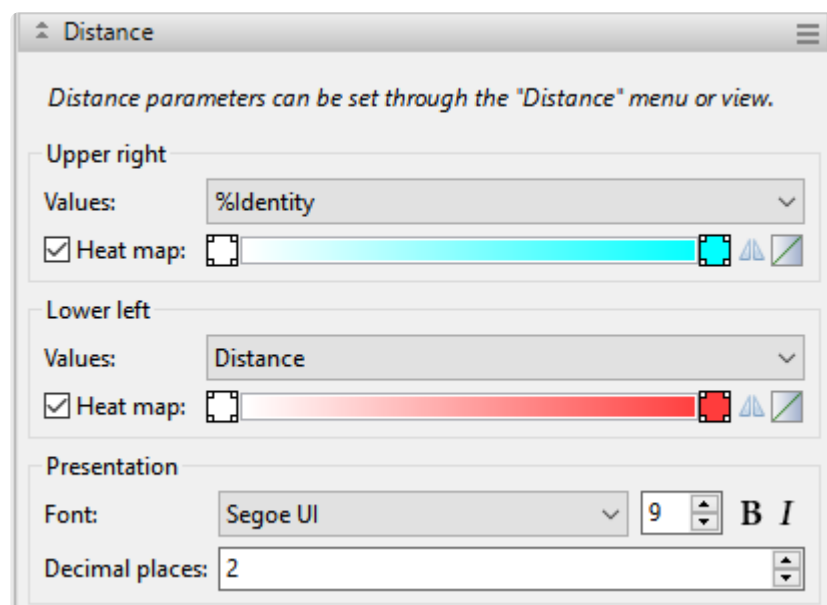 Distance
Distance parameters can be set through the "Distance" menu or view.
Upper right
Values: %Identity
Heat map:
Lower left
Values: Distance
Heat map:
Presentation
Font: Segoe UI 9 B I
Decimal places: 2